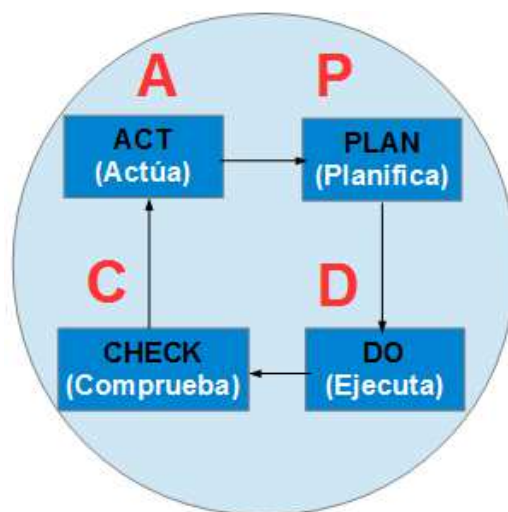 A
P
ACT
(Actúa)
PLAN
(Planifica)
C
D
CHECK
(Comprueba)
DO
(Ejecuta)